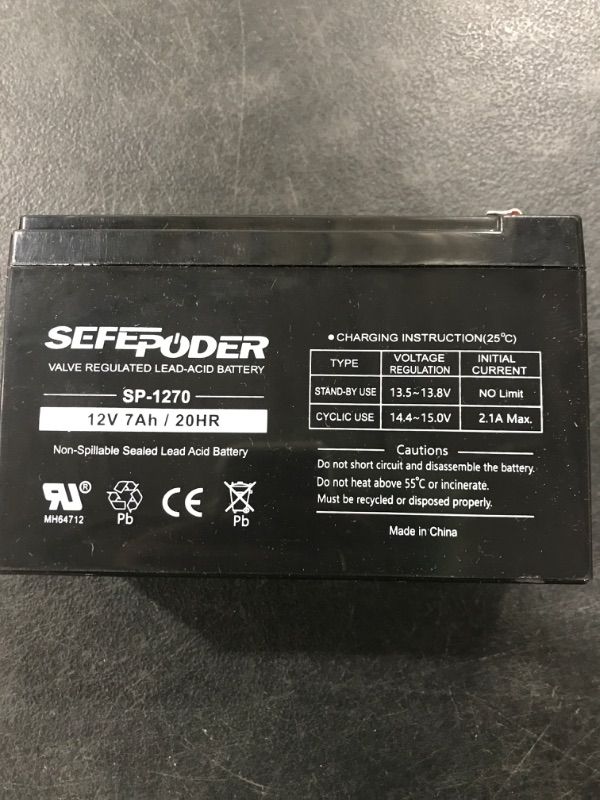 SEFEPODER
VALVE REGULATED LEAD-ACID BATTERY
SP-1270
12V 7Ah / 20HR
Non-Spillable Sealed Lead Acid Battery
®
MH64712
Pb
CE
Pb
●CHARGING INSTRUCTION(25℃)
TYPE VOLTAGE REGULATION INITIAL CURRENT
STAND-BY USE 13.5~13.8V NO Limit
CYCLIC USE 14.4~15.0V 2.1A Max.
Cautions
Do not short circuit and disassemble the battery.
Do not heat above 55℃ or incinerate.
Must be recycled or disposed properly.
Made in China